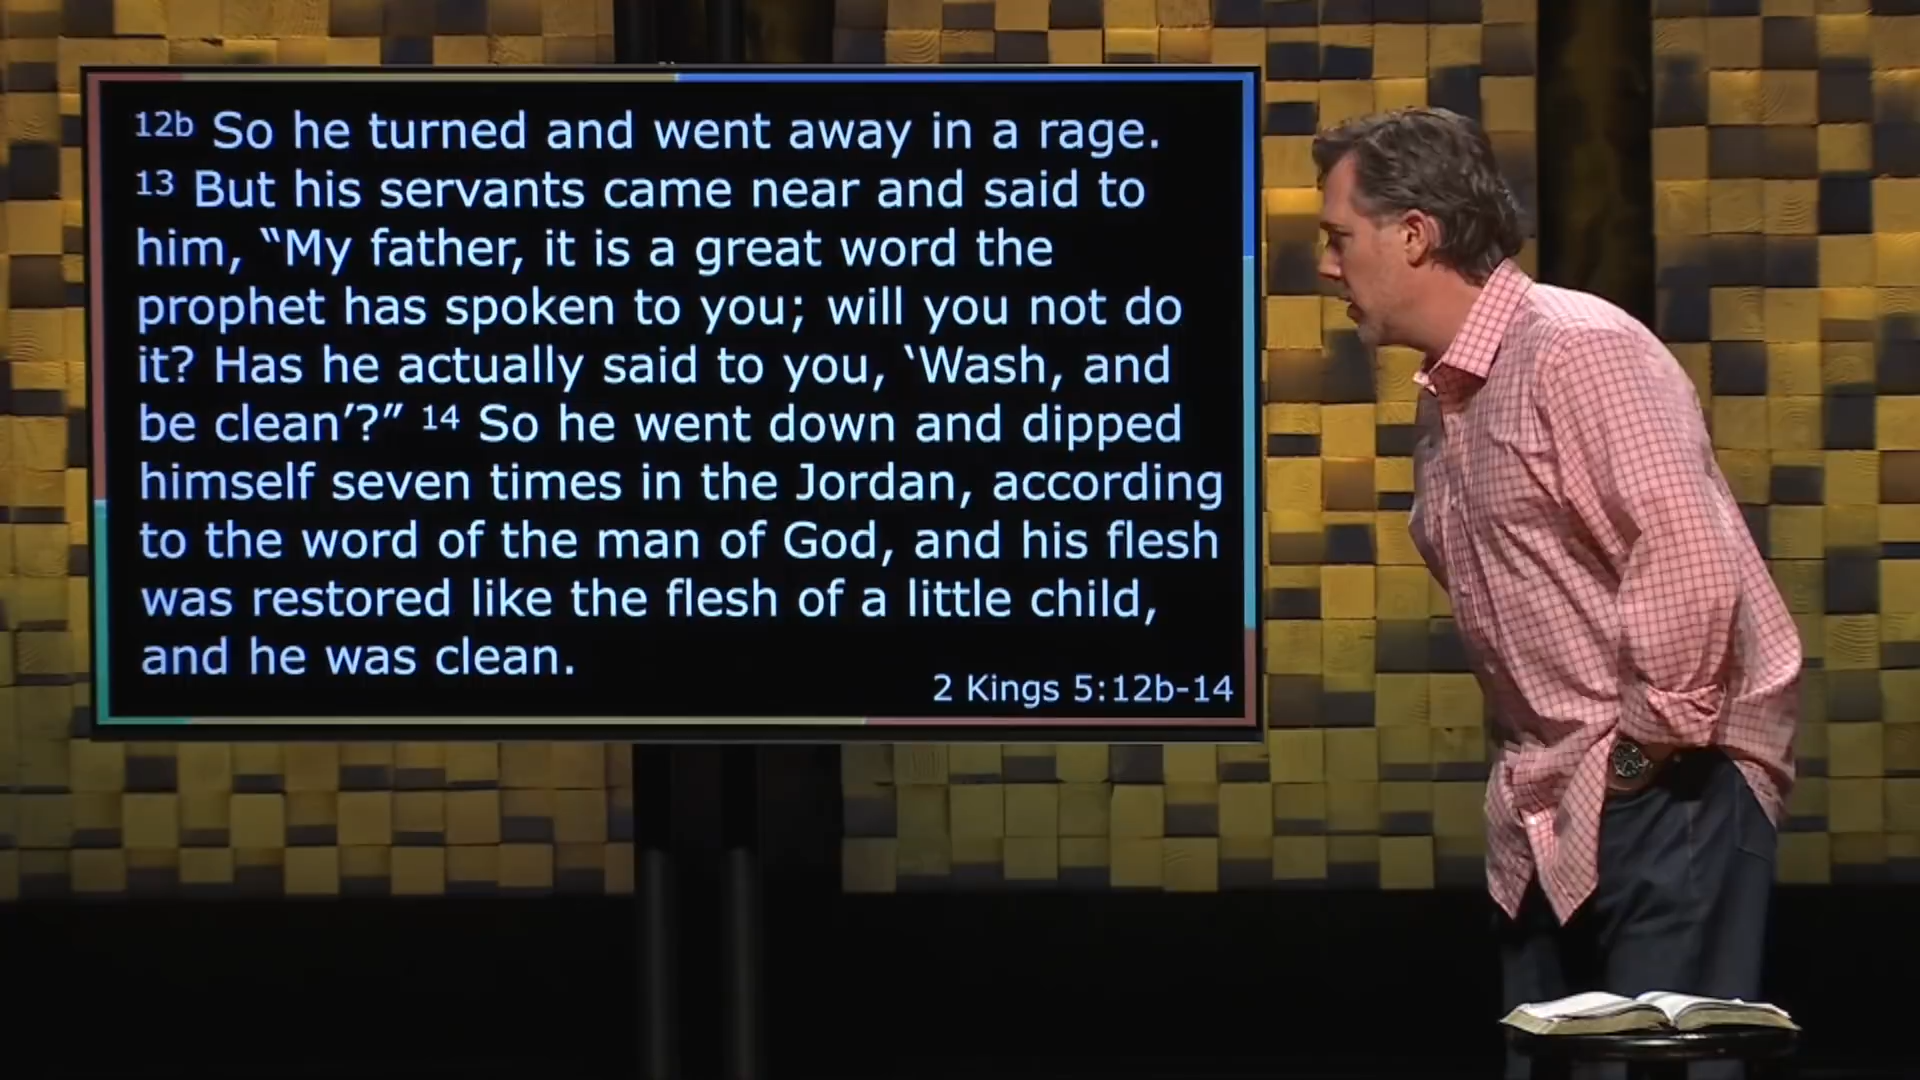 12b So he turned and went away in a rage.
13 But his servants came near and said to
him, “My father, it is a great word the
prophet has spoken to you; will you not do
it? Has he actually said to you, ‘Wash, and
be clean’?” 14 So he went down and dipped
himself seven times in the Jordan, according
to the word of the man of God, and his flesh
was restored like the flesh of a little child,
and he was clean.
2 Kings 5:12b-14